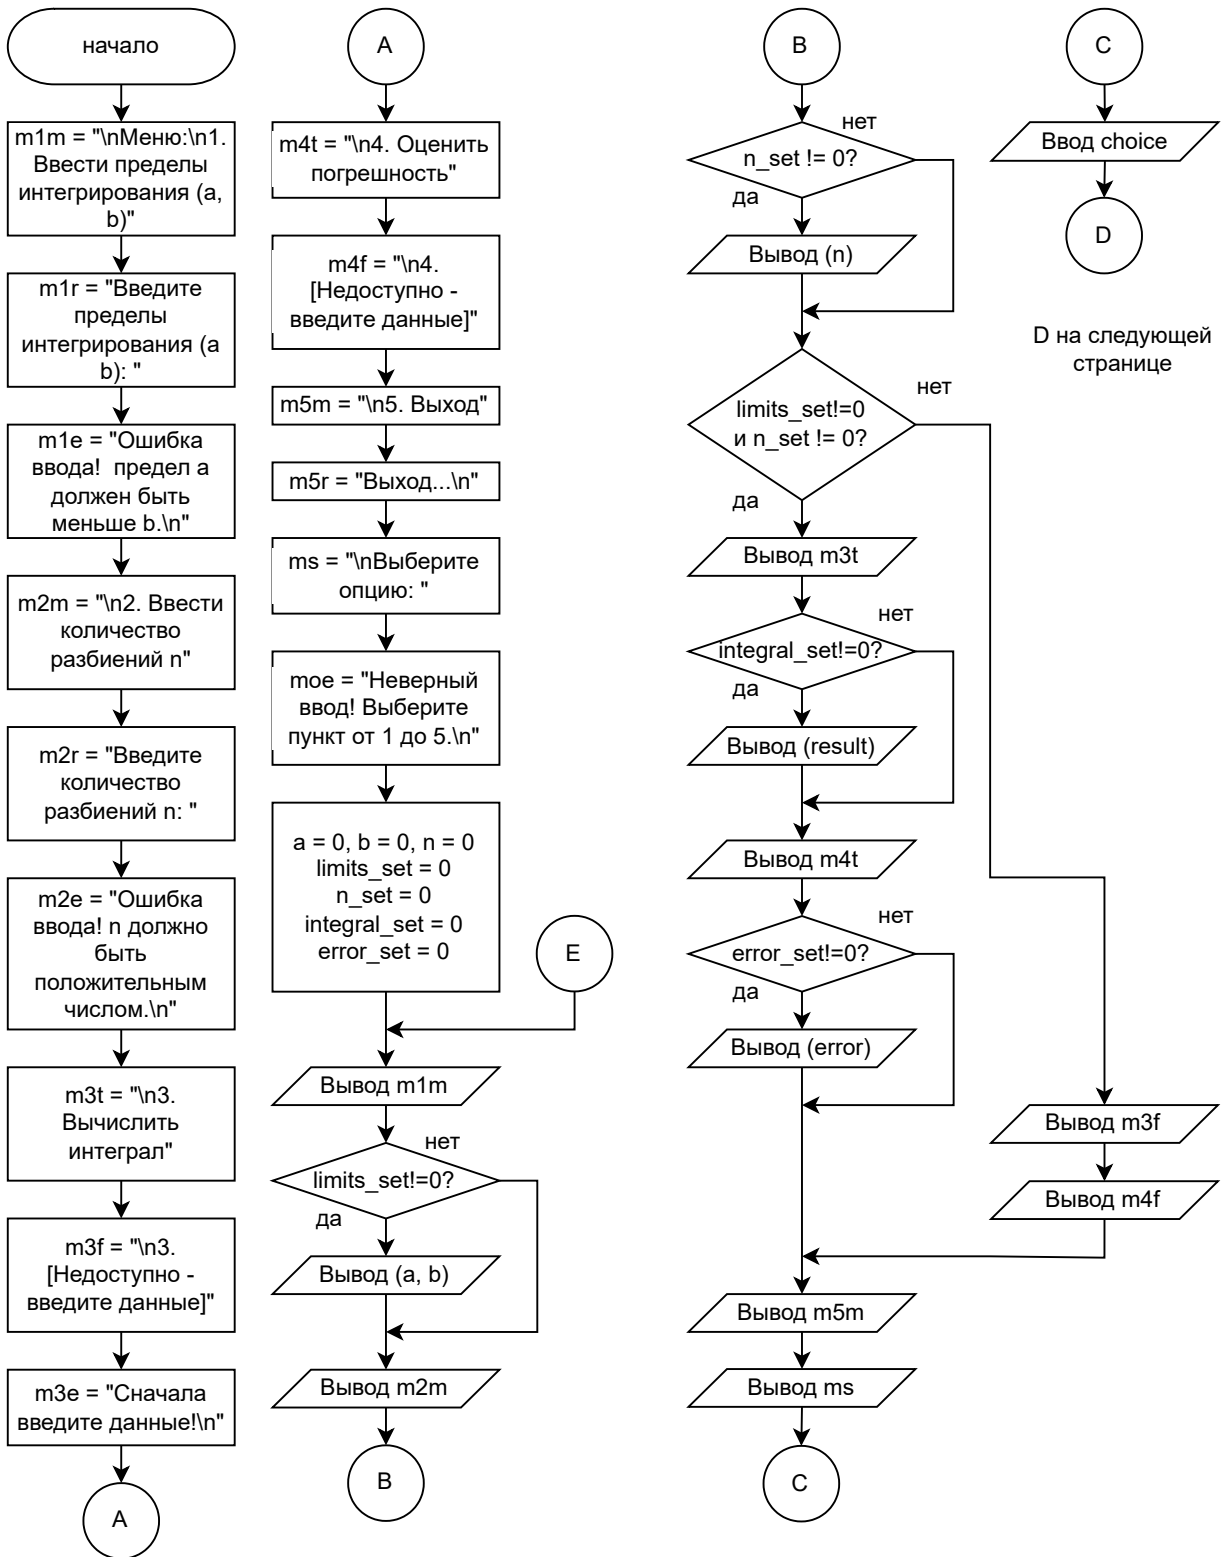 начало
m1m = "\nМеню:\n1.
Ввести пределы
интегрирования (a,
b)"
m1r = "Введите
пределы
интегрирования (a
b): "
m1e = "Ошибка
ввода!  предел a
должен быть
меньше b.\n"
m2m = "\n2. Ввести
количество
разбиений n"
m2r = "Введите
количество
разбиений n: "
m2e = "Ошибка
ввода! n должно
быть
положительным
числом.\n"
m3t = "\n3.
Вычислить
интеграл"
m3f = "\n3.
[Недоступно -
введите данные]"
m3e = "Сначала
введите данные!\n"
A
A
m4t = "\n4. Оценить
погрешность"
m4f = "\n4.
[Недоступно -
введите данные]"
m5m = "\n5. Выход"
m5r = "Выход...\n"
ms = "\nВыберите
опцию: "
moe = "Неверный
ввод! Выберите
пункт от 1 до 5.\n"
a = 0, b = 0, n = 0
limits_set = 0
n_set = 0
integral_set = 0
error_set = 0
E
Вывод m1m
нет
limits_set!=0?
да
Вывод (a, b)
Вывод m2m
B
B
нет
n_set != 0?
да
Вывод (n)
нет
limits_set!=0
и n_set != 0?
да
Вывод m3t
нет
integral_set!=0?
да
Вывод (result)
Вывод m4t
нет
error_set!=0?
да
Вывод (error)
Вывод m3f
Вывод m4f
Вывод m5m
Вывод ms
C
C
Ввод choice
D
D на следующей
странице